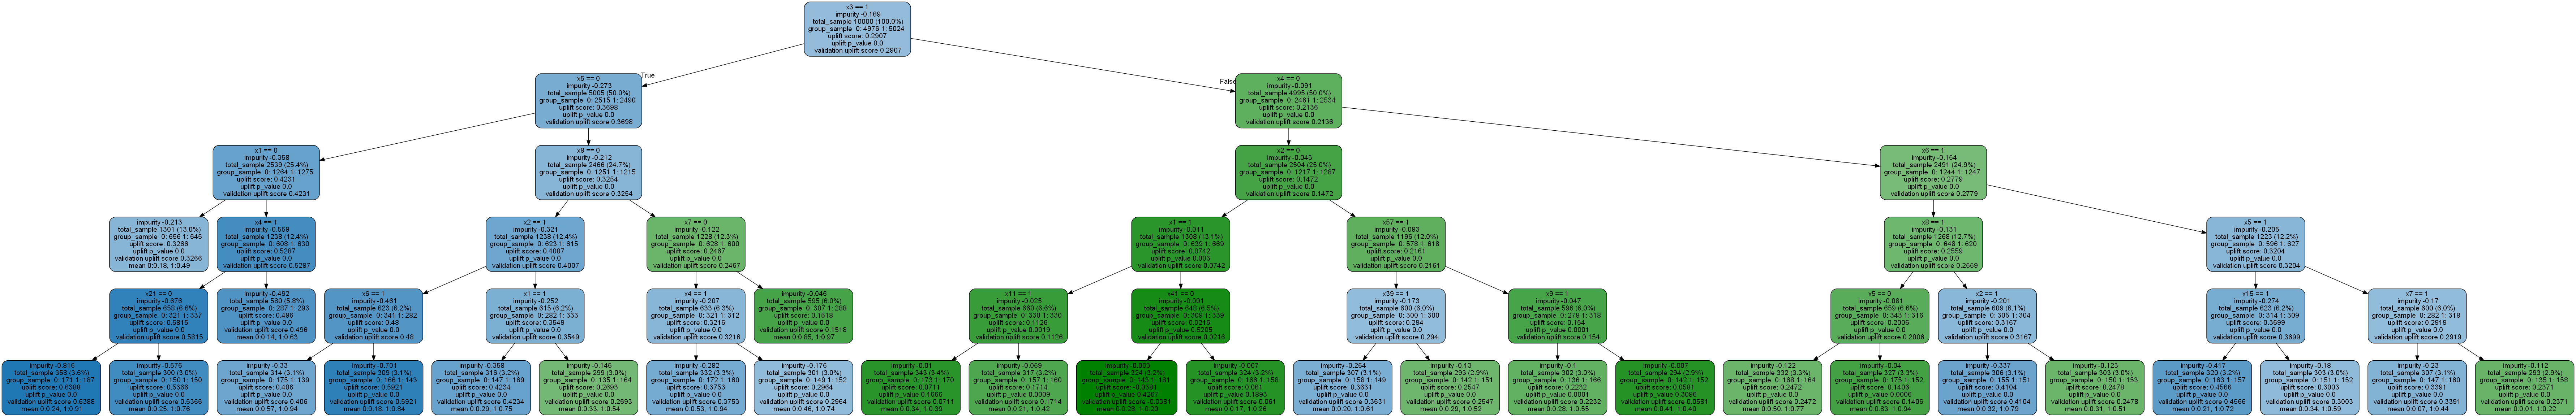 x3 == 1
impurity -0.169
total_sample 10000 (100.0%)
group_sample 0: 4976 1: 5024
uplift score: 0.2907
uplift p_value 0.0
validation uplift score 0.2907
True
False
x5 == 0
impurity -0.273
total_sample 5005 (50.0%)
group_sample 0: 2515 1: 2490
uplift score: 0.3698
uplift p_value 0.0
validation uplift score 0.3698
x4 == 0
impurity -0.091
total_sample 4995 (50.0%)
group_sample 0: 2461 1: 2534
uplift score: 0.2136
uplift p_value 0.0
validation uplift score 0.2136
x1 == 0
impurity -0.358
total_sample 2539 (25.4%)
group_sample 0: 1264 1: 1275
uplift score: 0.4231
uplift p_value 0.0
validation uplift score 0.4231
x8 == 0
impurity -0.212
total_sample 2466 (24.7%)
group_sample 0: 1251 1: 1215
uplift score: 0.3254
uplift p_value 0.0
validation uplift score 0.3254
x2 == 0
impurity -0.043
total_sample 2504 (25.0%)
group_sample 0: 1217 1: 1287
uplift score: 0.1472
uplift p_value 0.0
validation uplift score 0.1472
x6 == 1
impurity -0.154
total_sample 2491 (24.9%)
group_sample 0: 1244 1: 1247
uplift score: 0.2779
uplift p_value 0.0
validation uplift score 0.2779
impurity -0.213
total_sample 1301 (13.0%)
group_sample 0: 656 1: 645
uplift score: 0.3266
uplift p_value 0.0
validation uplift score 0.3266
mean 0:0.18, 1:0.49
x4 == 1
impurity -0.559
total_sample 1238 (12.4%)
group_sample 0: 608 1: 630
uplift score: 0.5287
uplift p_value 0.0
validation uplift score 0.5287
x2 == 1
impurity -0.321
total_sample 1238 (12.4%)
group_sample 0: 623 1: 615
uplift score: 0.4007
uplift p_value 0.0
validation uplift score 0.4007
x7 == 0
impurity -0.122
total_sample 1228 (12.3%)
group_sample 0: 628 1: 600
uplift score: 0.2467
uplift p_value 0.0
validation uplift score 0.2467
x1 == 1
impurity -0.011
total_sample 1308 (13.1%)
group_sample 0: 639 1: 669
uplift score: 0.0742
uplift p_value 0.003
validation uplift score 0.0742
x57 == 1
impurity -0.093
total_sample 1196 (12.0%)
group_sample 0: 578 1: 618
uplift score: 0.2161
uplift p_value 0.0
validation uplift score 0.2161
x8 == 1
impurity -0.131
total_sample 1268 (12.7%)
group_sample 0: 648 1: 620
uplift score: 0.2559
uplift p_value 0.0
validation uplift score 0.2559
x5 == 1
impurity -0.205
total_sample 1223 (12.2%)
group_sample 0: 596 1: 627
uplift score: 0.3204
uplift p_value 0.0
validation uplift score 0.3204
x21 == 0
impurity -0.676
total_sample 658 (6.6%)
group_sample 0: 321 1: 337
uplift score: 0.5815
uplift p_value 0.0
validation uplift score 0.5815
impurity -0.492
total_sample 580 (5.8%)
group_sample 0: 287 1: 293
uplift score: 0.496
uplift p_value 0.0
validation uplift score 0.496
mean 0:0.14, 1:0.63
x6 == 1
impurity -0.461
total_sample 623 (6.2%)
group_sample 0: 341 1: 282
uplift score: 0.48
uplift p_value 0.0
validation uplift score 0.48
x1 == 1
impurity -0.252
total_sample 615 (6.2%)
group_sample 0: 282 1: 333
uplift score: 0.3549
uplift p_value 0.0
validation uplift score 0.3549
x4 == 1
impurity -0.207
total_sample 633 (6.3%)
group_sample 0: 321 1: 312
uplift score: 0.3216
uplift p_value 0.0
validation uplift score 0.3216
impurity -0.046
total_sample 595 (6.0%)
group_sample 0: 307 1: 288
uplift score: 0.1518
uplift p_value 0.0
validation uplift score 0.1518
mean 0:0.85, 1:0.97
x11 == 1
impurity -0.025
total_sample 660 (6.6%)
group_sample 0: 330 1: 330
uplift score: 0.1126
uplift p_value 0.0019
validation uplift score 0.1126
x41 == 0
impurity -0.001
total_sample 648 (6.5%)
group_sample 0: 309 1: 339
uplift score: 0.0216
uplift p_value 0.5205
validation uplift score 0.0216
x39 == 1
impurity -0.173
total_sample 600 (6.0%)
group_sample 0: 300 1: 300
uplift score: 0.294
uplift p_value 0.0
validation uplift score 0.294
x9 == 1
impurity -0.047
total_sample 596 (6.0%)
group_sample 0: 278 1: 318
uplift score: 0.154
uplift p_value 0.0001
validation uplift score 0.154
x5 == 0
impurity -0.081
total_sample 659 (6.6%)
group_sample 0: 343 1: 316
uplift score: 0.2006
uplift p_value 0.0
validation uplift score 0.2006
x2 == 1
impurity -0.201
total_sample 609 (6.1%)
group_sample 0: 305 1: 304
uplift score: 0.3167
uplift p_value 0.0
validation uplift score 0.3167
x15 == 1
impurity -0.274
total_sample 623 (6.2%)
group_sample 0: 314 1: 309
uplift score: 0.3699
uplift p_value 0.0
validation uplift score 0.3699
x7 == 1
impurity -0.17
total_sample 600 (6.0%)
group_sample 0: 282 1: 318
uplift score: 0.2919
uplift p_value 0.0
validation uplift score 0.2919
impurity -0.816
total_sample 358 (3.6%)
group_sample 0: 171 1: 187
uplift score: 0.6388
uplift p_value 0.0
validation uplift score 0.6388
mean 0:0.24, 1:0.91
impurity -0.576
total_sample 300 (3.0%)
group_sample 0: 150 1: 150
uplift score: 0.5366
uplift p_value 0.0
validation uplift score 0.5366
mean 0:0.25, 1:0.76
impurity -0.33
total_sample 314 (3.1%)
group_sample 0: 175 1: 139
uplift score: 0.406
uplift p_value 0.0
validation uplift score 0.406
mean 0:0.57, 1:0.94
impurity -0.701
total_sample 309 (3.1%)
group_sample 0: 166 1: 143
uplift score: 0.5921
uplift p_value 0.0
validation uplift score 0.5921
mean 0:0.18, 1:0.84
impurity -0.358
total_sample 316 (3.2%)
group_sample 0: 147 1: 169
uplift score: 0.4234
uplift p_value 0.0
validation uplift score 0.4234
mean 0:0.29, 1:0.75
impurity -0.145
total_sample 299 (3.0%)
group_sample 0: 135 1: 164
uplift score: 0.2693
uplift p_value 0.0
validation uplift score 0.2693
mean 0:0.33, 1:0.54
impurity -0.282
total_sample 332 (3.3%)
group_sample 0: 172 1: 160
uplift score: 0.3753
uplift p_value 0.0
validation uplift score 0.3753
mean 0:0.53, 1:0.94
impurity -0.176
total_sample 301 (3.0%)
group_sample 0: 149 1: 152
uplift score: 0.2964
uplift p_value 0.0
validation uplift score 0.2964
mean 0:0.46, 1:0.74
impurity -0.01
total_sample 343 (3.4%)
group_sample 0: 173 1: 170
uplift score: 0.0711
uplift p_value 0.1666
validation uplift score 0.0711
mean 0:0.34, 1:0.39
impurity -0.059
total_sample 317 (3.2%)
group_sample 0: 157 1: 160
uplift score: 0.1714
uplift p_value 0.0009
validation uplift score 0.1714
mean 0:0.21, 1:0.42
impurity -0.003
total_sample 324 (3.2%)
group_sample 0: 143 1: 181
uplift score: -0.0381
uplift p_value 0.4267
validation uplift score -0.0381
mean 0:0.28, 1:0.20
impurity -0.007
total_sample 324 (3.2%)
group_sample 0: 166 1: 158
uplift score: 0.061
uplift p_value 0.1893
validation uplift score 0.061
mean 0:0.17, 1:0.26
impurity -0.264
total_sample 307 (3.1%)
group_sample 0: 158 1: 149
uplift score: 0.3631
uplift p_value 0.0
validation uplift score 0.3631
mean 0:0.20, 1:0.61
impurity -0.13
total_sample 293 (2.9%)
group_sample 0: 142 1: 151
uplift score: 0.2547
uplift p_value 0.0
validation uplift score 0.2547
mean 0:0.29, 1:0.52
impurity -0.1
total_sample 302 (3.0%)
group_sample 0: 136 1: 166
uplift score: 0.2232
uplift p_value 0.0001
validation uplift score 0.2232
mean 0:0.28, 1:0.55
impurity -0.007
total_sample 294 (2.9%)
group_sample 0: 142 1: 152
uplift score: 0.0581
uplift p_value 0.3096
validation uplift score 0.0581
mean 0:0.41, 1:0.40
impurity -0.122
total_sample 332 (3.3%)
group_sample 0: 168 1: 164
uplift score: 0.2472
uplift p_value 0.0
validation uplift score 0.2472
mean 0:0.50, 1:0.77
impurity -0.04
total_sample 327 (3.3%)
group_sample 0: 175 1: 152
uplift score: 0.1406
uplift p_value 0.0006
validation uplift score 0.1406
mean 0:0.83, 1:0.94
impurity -0.337
total_sample 306 (3.1%)
group_sample 0: 155 1: 151
uplift score: 0.4104
uplift p_value 0.0
validation uplift score 0.4104
mean 0:0.32, 1:0.79
impurity -0.123
total_sample 303 (3.0%)
group_sample 0: 150 1: 153
uplift score: 0.2478
uplift p_value 0.0
validation uplift score 0.2478
mean 0:0.31, 1:0.51
impurity -0.417
total_sample 320 (3.2%)
group_sample 0: 163 1: 157
uplift score: 0.4566
uplift p_value 0.0
validation uplift score 0.4566
mean 0:0.21, 1:0.72
impurity -0.18
total_sample 303 (3.0%)
group_sample 0: 151 1: 152
uplift score: 0.3003
uplift p_value 0.0
validation uplift score 0.3003
mean 0:0.34, 1:0.59
impurity -0.23
total_sample 307 (3.1%)
group_sample 0: 147 1: 160
uplift score: 0.3391
uplift p_value 0.0
validation uplift score 0.3391
mean 0:0.07, 1:0.44
impurity -0.112
total_sample 293 (2.9%)
group_sample 0: 135 1: 158
uplift score: 0.2371
uplift p_value 0.0
validation uplift score 0.2371
mean 0:0.01, 1:0.22